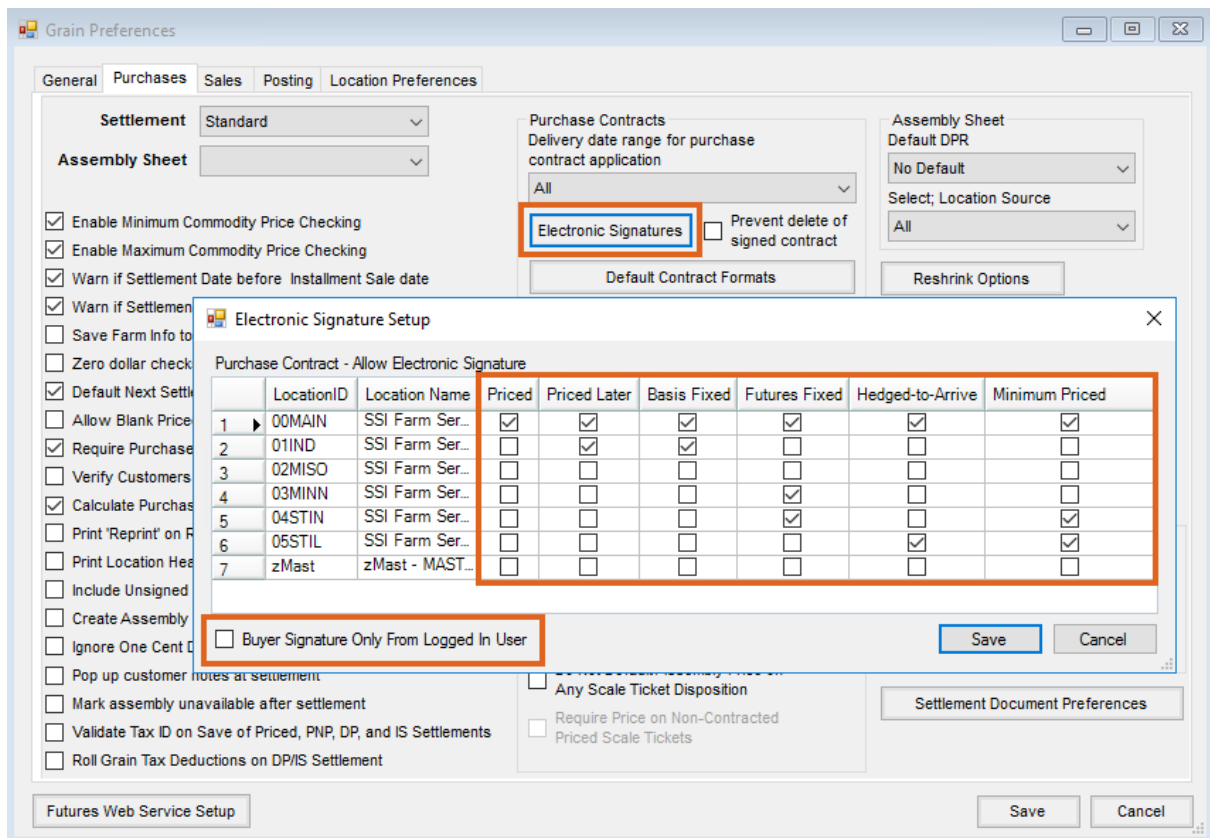 Grain Preferences
General Purchases Sales Posting Location Preferences
Settlement Standard
Assembly Sheet
Enable Minimum Commodity Price Checking
Enable Maximum Commodity Price Checking
Warn if Settlement Date before Installment Sale date
Warn if Settlemen
Save Farm Info to
Zero dollar check
Default Next Settl
Allow Blank Price
Require Purchase
Verify Customers
Calculate Purchas
Print 'Reprint' on R
Print Location Hea
Include Unsigned
Create Assembly
Ignore One Cent D
Pop up customer notes at settlement
Mark assembly unavailable after settlement
Validate Tax ID on Save of Priced, PNP, DP, and IS Settlements
Roll Grain Tax Deductions on DP/IS Settlement
Purchase Contracts
Delivery date range for purchase
contract application
All
Electronic Signatures
Prevent delete of
signed contract
Default Contract Formats
Assembly Sheet
Default DPR
No Default
Select; Location Source
All
Reshrink Options
Electronic Signature Setup
Purchase Contract - Allow Electronic Signature
LocationID Location Name Priced Priced Later Basis Fixed Futures Fixed Hedged-to-Arrive Minimum Priced
1 00MAIN SSI Farm Ser...
2 01IND SSI Farm Ser...
3 02MISO SSI Farm Ser...
4 03MINN SSI Farm Ser...
5 04STIN SSI Farm Ser...
6 05STIL SSI Farm Ser...
7 zMast zMast - MAST...
Buyer Signature Only From Logged In User
Save Cancel
Any Scale Ticket Disposition
Require Price on Non-Contracted
Priced Scale Tickets
Settlement Document Preferences
Futures Web Service Setup
Save Cancel